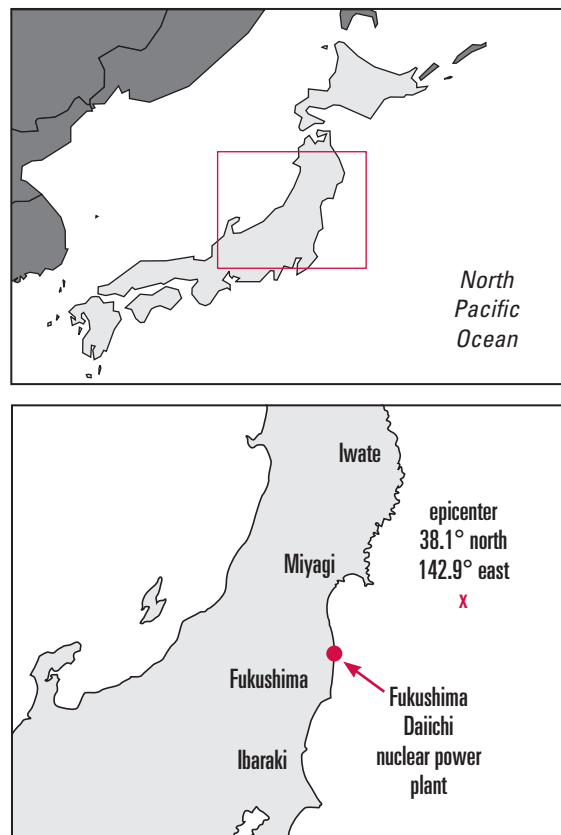 North
Pacific
Ocean
Iwate
epicenter
38.1° north
142.9° east
x
Miyagi
Fukushima
Fukushima
Daiichi
nuclear power
plant
Ibaraki